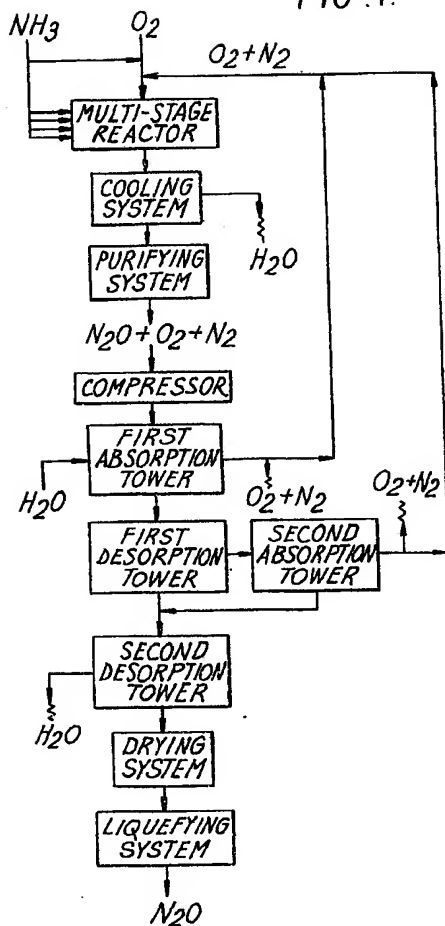 FIG. 1.
NH3 O2
O2+N2
MULTI-STAGE
REACTOR
COOLING
SYSTEM
H2O
PURIFYING
SYSTEM
N2O + O2 + N2
COMPRESSOR
FIRST
ABSORPTION
TOWER
H2O
O2+N2
O2+N2
FIRST
DESORPTION
TOWER
SECOND
ABSORPTION
TOWER
SECOND
DESORPTION
TOWER
H2O
DRYING
SYSTEM
LIQUEFYING
SYSTEM
N2O